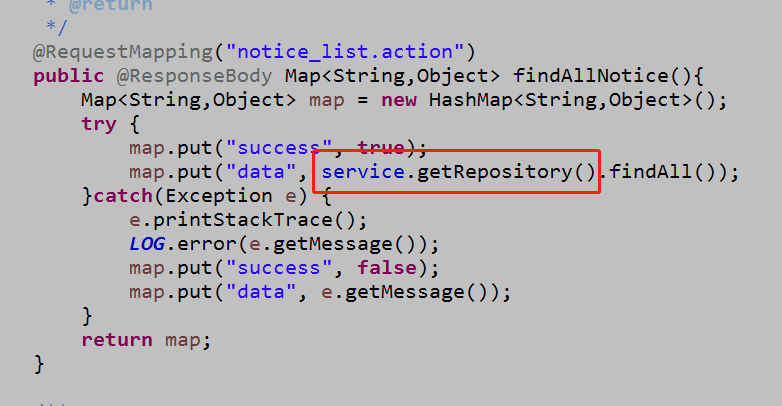 * @return
*/
@RequestMapping("notice_list.action")
public @ResponseBody Map<String,Object> findAllNotice(){
    Map<String,Object> map = new HashMap<String,Object>();
    try {
        map.put("success", true);
        map.put("data", service.getRepository().findAll());
    }catch(Exception e) {
        e.printStackTrace();
        LOG.error(e.getMessage());
        map.put("success", false);
        map.put("data", e.getMessage());
    }
    return map;
}